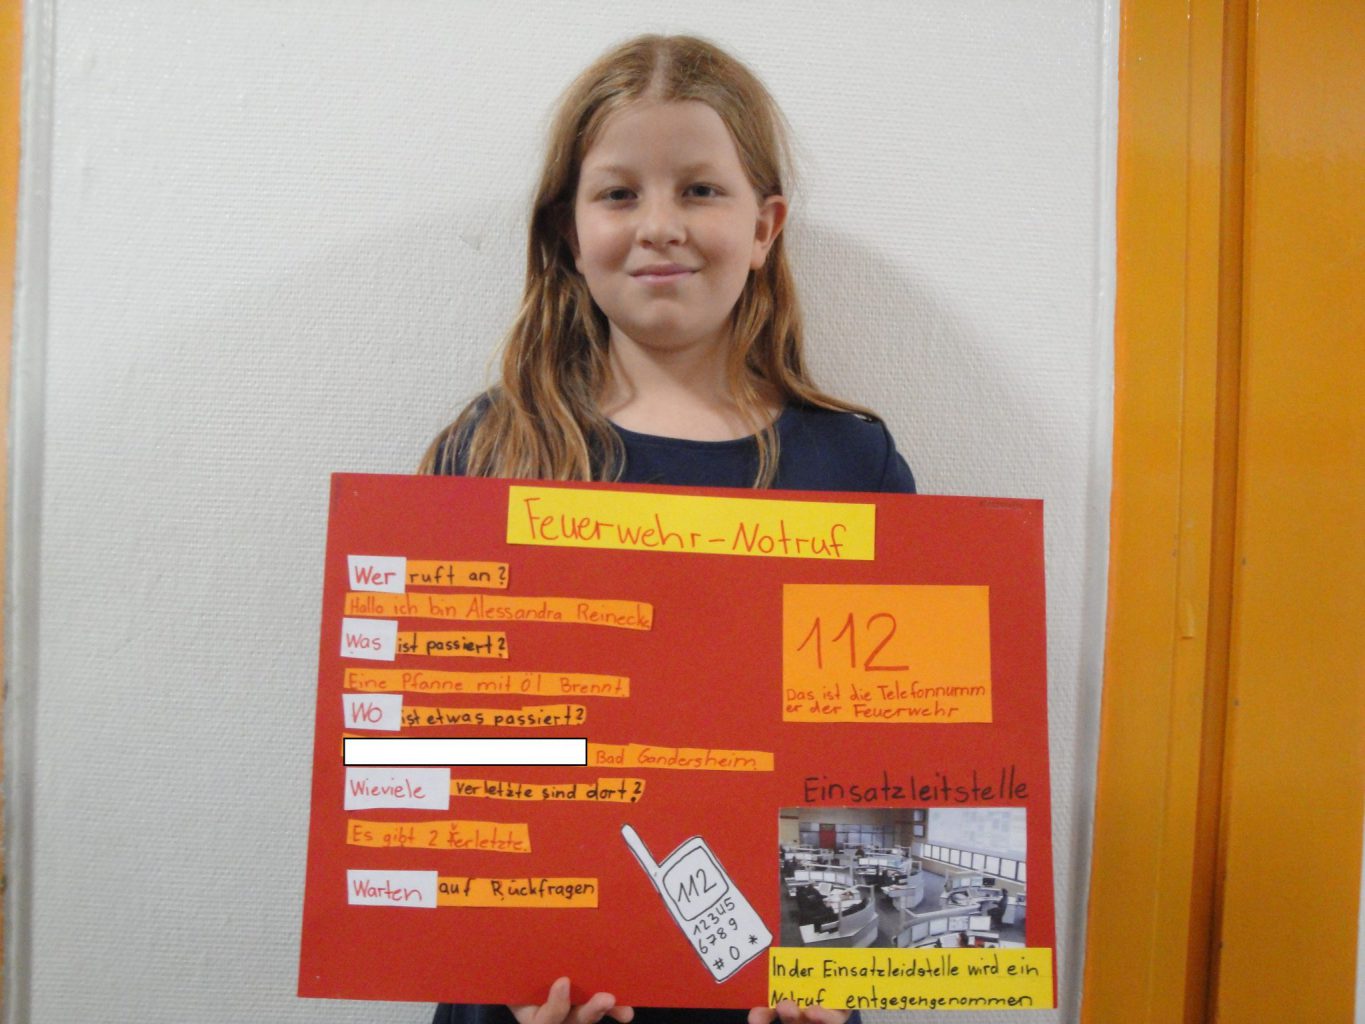 Feuerwehr-Notruf
Wer ruft an?
Hallo ich bin Alessandra Reinecke
Was ist passiert?
Eine Pfanne mit Öl Brennt.
Wo ist etwas passiert?
Bad Gandersheim
Wieviele verletzte sind dort?
Es gibt 2 Verletzte.
Warten auf Rückfragen
112
Das ist die Telefonnumm
er der Feuerwehr
112
12345
6789
# 0 *
Einsatzleitstelle
In der Einsatzleidstelle wird ein
Notruf entgegengenommen